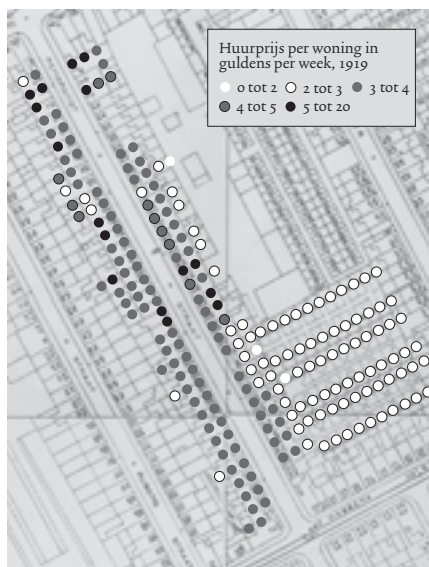 Huurprijs per woning in
guldens per week, 1919
0 tot 2 2 tot 3 3 tot 4
4 tot 5 5 tot 20